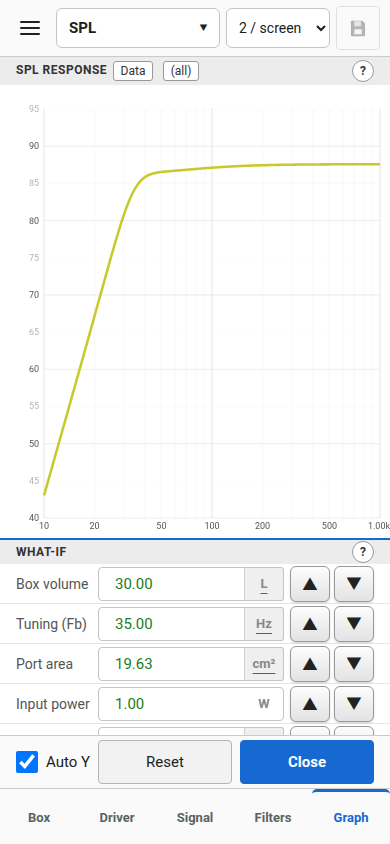 SPL ▼ 2 / screen
SPL RESPONSE Data (all) ?
95
90
85
80
75
70
65
60
55
50
45
40
10 20 50 100 200 500 1.00k
WHAT-IF ?
Box volume 30.00 L ▲ ▼
Tuning (Fb) 35.00 Hz ▲ ▼
Port area 19.63 cm² ▲ ▼
Input power 1.00 W ▲ ▼
Auto Y Reset Close
Box Driver Signal Filters Graph